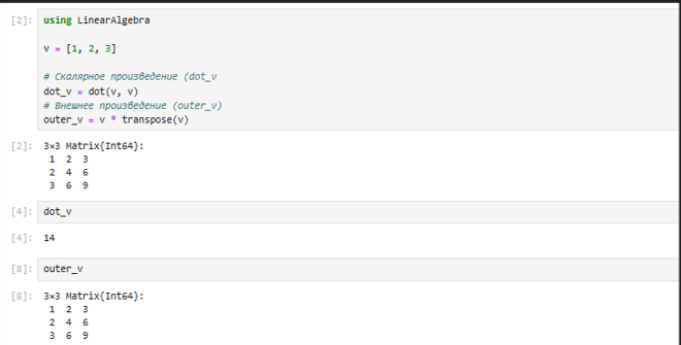 [2]: using LinearAlgebra
v = [1, 2, 3]
# Скалярное произведение (dot_v
dot_v = dot(v, v)
# Внешнее произведение (outer_v)
outer_v = v * transpose(v)
[2]: 3×3 Matrix{Int64}:
1 2 3
2 4 6
3 6 9
[4]: dot_v
[4]: 14
[8]: outer_v
[8]: 3×3 Matrix{Int64}:
1 2 3
2 4 6
3 6 9